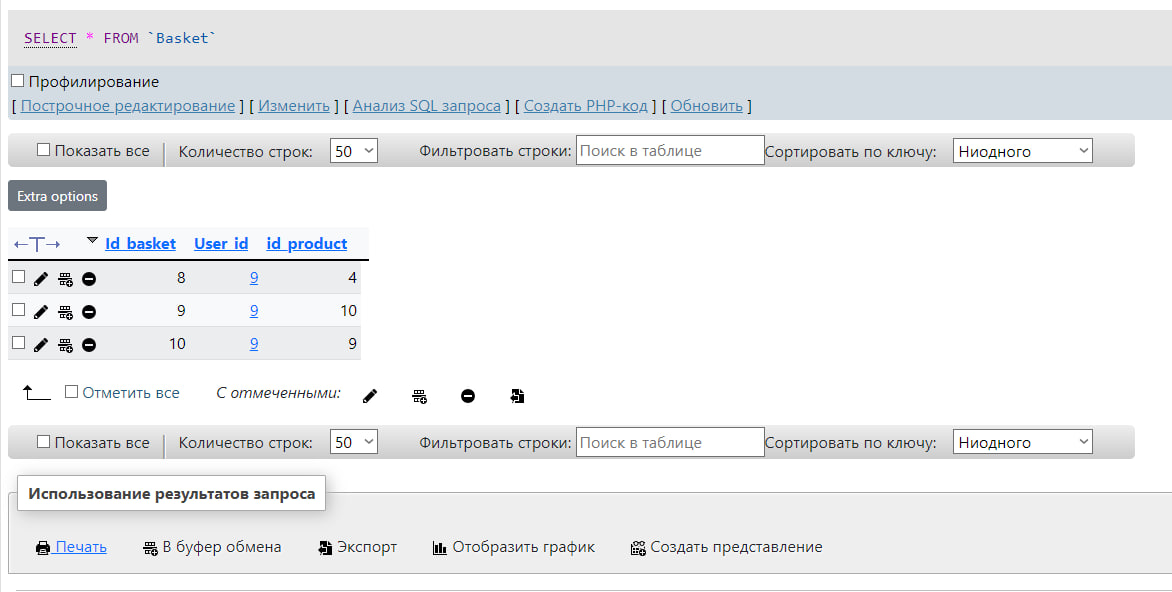 SELECT * FROM `Basket`
Профилирование
[ Построчное редактирование ] [ Изменить ] [ Анализ SQL запроса ] [ Создать PHP-код ] [ Обновить ]
Показать все Количество строк: 50 Фильтровать строки: Поиск в таблице Сортировать по ключу: Ниодного
Extra options
←T→ Id_basket User_id id_product
8 9 4
9 9 10
10 9 9
Отметить все С отмеченными:
Показать все Количество строк: 50 Фильтровать строки: Поиск в таблице Сортировать по ключу: Ниодного
Использование результатов запроса
Печать В буфер обмена Экспорт Отобразить график Создать представление